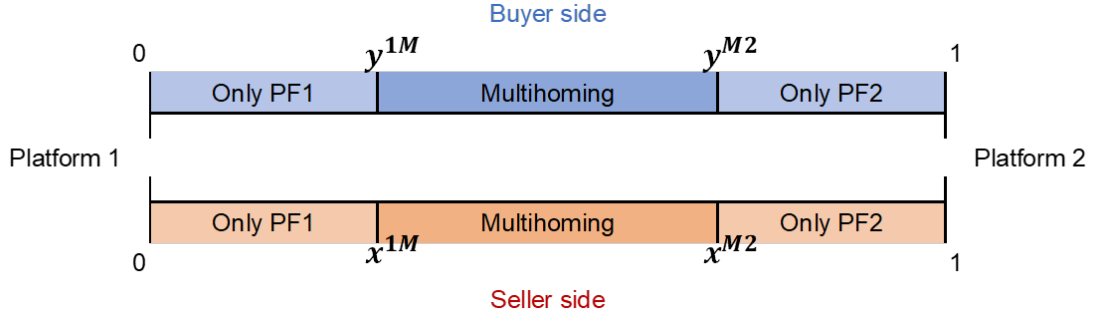 Buyer side
0 y^{1M} y^{M2} 1
Only PF1 Multihoming Only PF2
Platform 1 Platform 2
Only PF1 Multihoming Only PF2
0 x^{1M} x^{M2} 1
Seller side